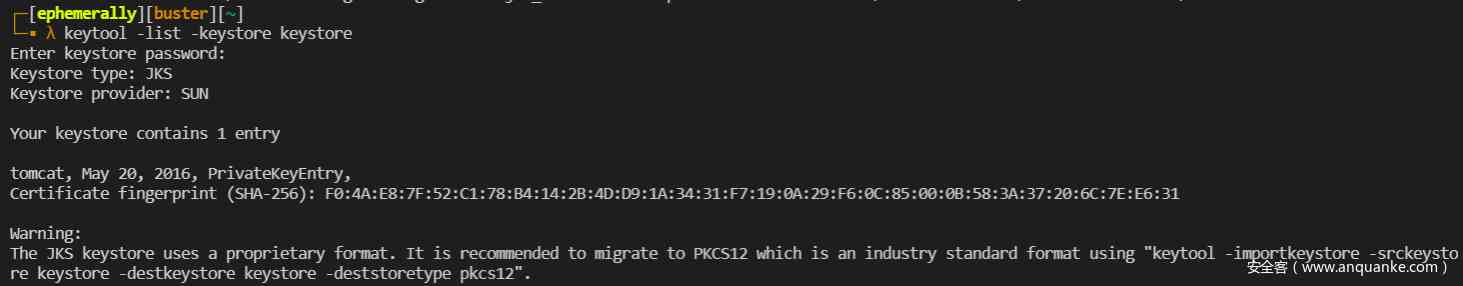 ┌─[ephemerally][buster][~]
└─▪ λ keytool -list -keystore keystore
Enter keystore password:
Keystore type: JKS
Keystore provider: SUN
Your keystore contains 1 entry
tomcat, May 20, 2016, PrivateKeyEntry,
Certificate fingerprint (SHA-256): F0:4A:E8:7F:52:C1:78:B4:14:2B:4D:D9:1A:34:31:F7:19:0A:29:F6:0C:85:00:0B:58:3A:37:20:6C:7E:E6:31
Warning:
The JKS keystore uses a proprietary format. It is recommended to migrate to PKCS12 which is an industry standard format using "keytool -importkeystore -srckeysto
re keystore -destkeystore keystore -deststoretype pkcs12".
安全客（www.anquanke.com）